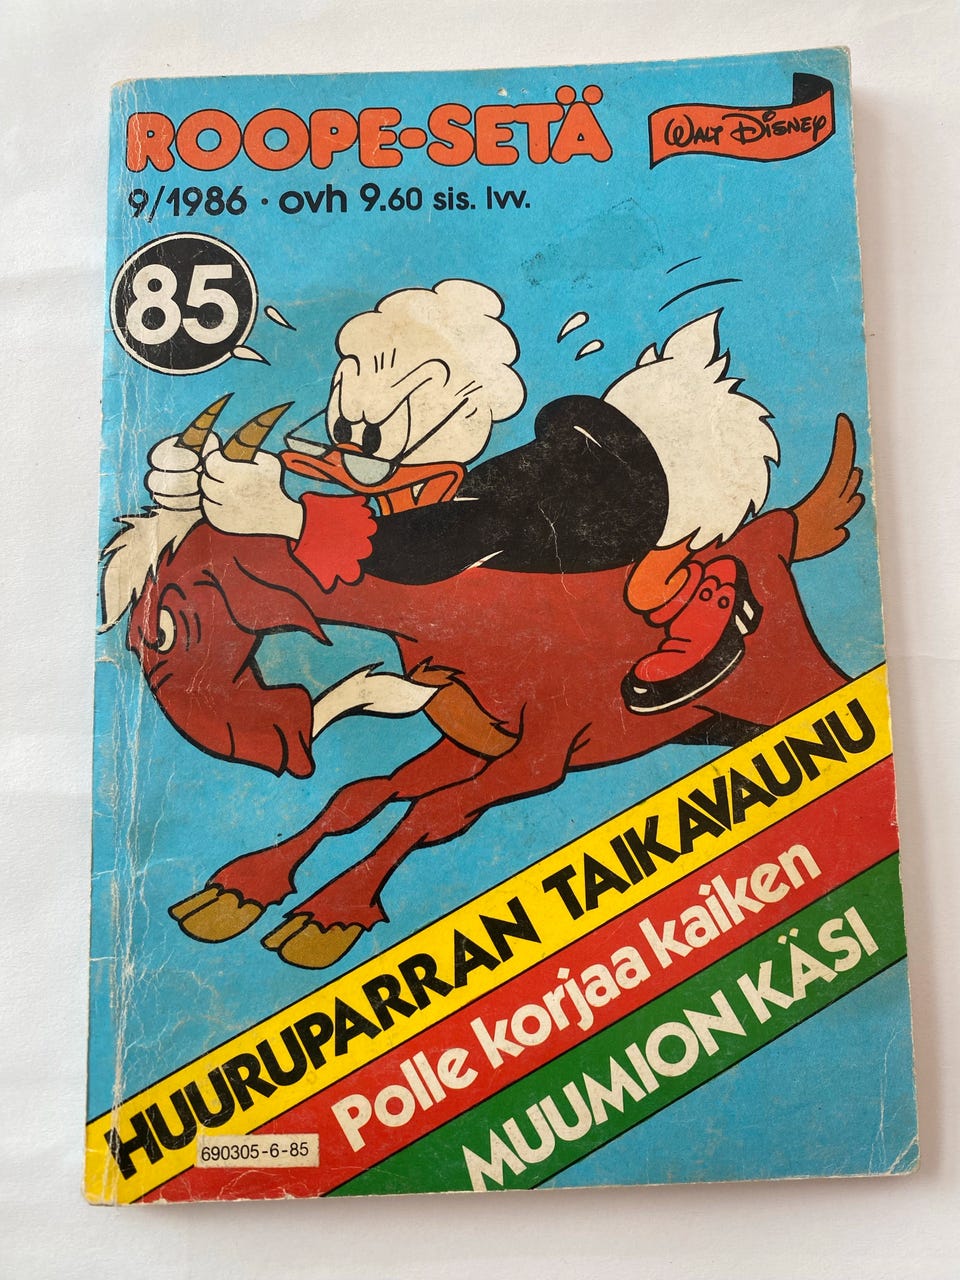 ROOPE-SETÄ
WALT DISNEY
9/1986 · ovh 9.60 sis. lvv.
85
HUURUPARRAN TAIKAVAUNU
Polle korjaa kaiken
MUUMION KÄSI
690305-6-85